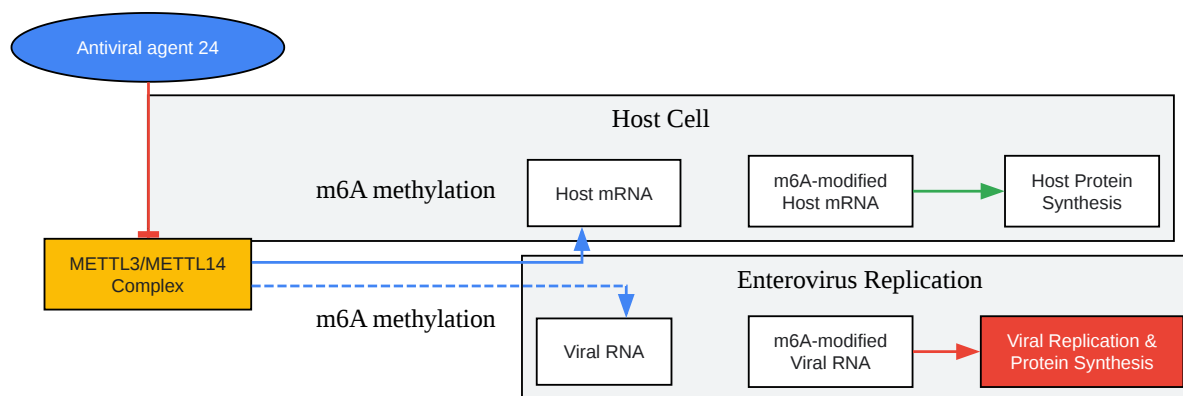 Antiviral agent 24
Host Cell
m6A methylation
Host mRNA
m6A-modified
Host mRNA
Host Protein
Synthesis
METTL3/METTL14
Complex
Enterovirus Replication
m6A methylation
Viral RNA
m6A-modified
Viral RNA
Viral Replication &
Protein Synthesis